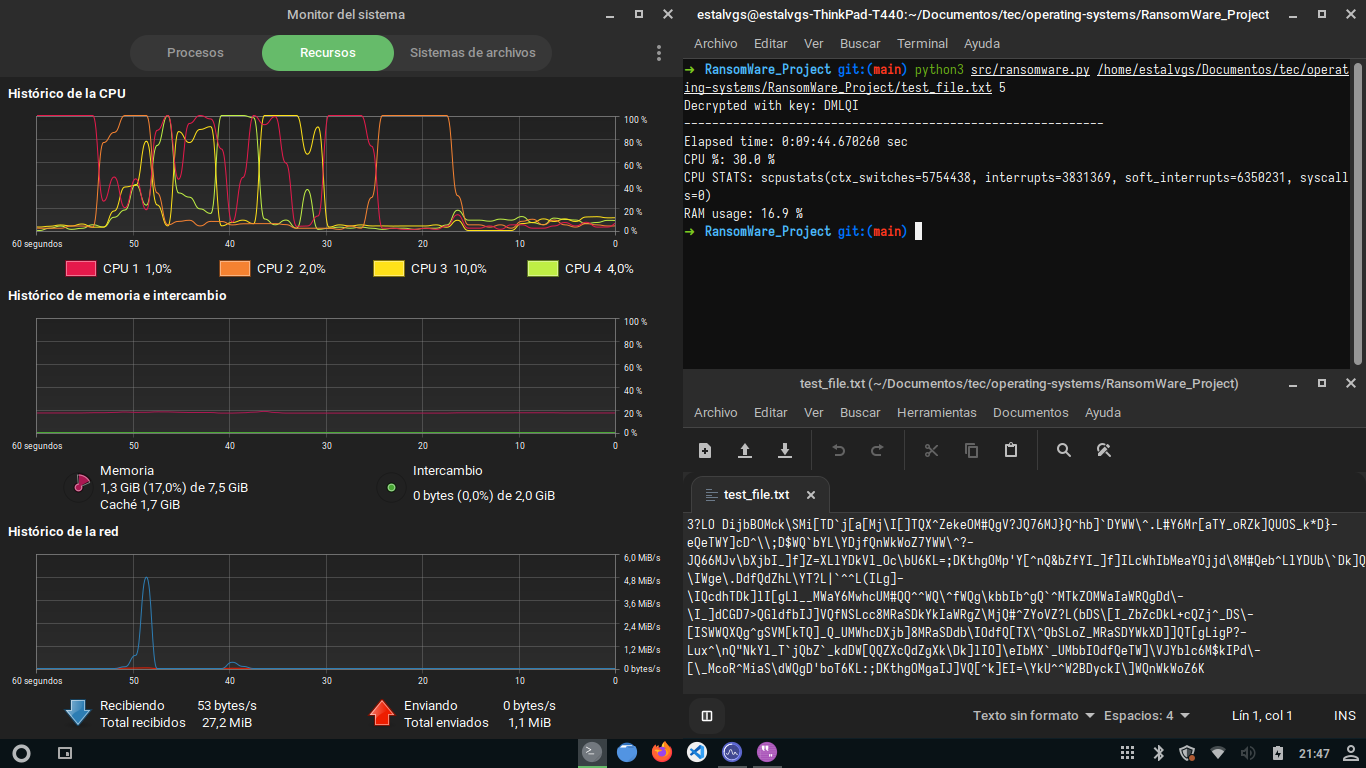 Monitor del sistema
Procesos
Recursos
Sistemas de archivos
Histórico de la CPU
100 %
80 %
60 %
40 %
20 %
0 %
60 segundos
50
40
30
20
10
0
CPU 1 1,0%
CPU 2 2,0%
CPU 3 10,0%
CPU 4 4,0%
Histórico de memoria e intercambio
100 %
80 %
60 %
40 %
20 %
0 %
60 segundos
50
40
30
20
10
0
Memoria
1,3 GiB (17,0%) de 7,5 GiB
Caché 1,7 GiB
Intercambio
0 bytes (0,0%) de 2,0 GiB
Histórico de la red
6,0 MiB/s
4,8 MiB/s
3,6 MiB/s
2,4 MiB/s
1,2 MiB/s
0 bytes/s
60 segundos
50
40
30
20
10
0
Recibiendo 53 bytes/s
Total recibidos 27,2 MiB
Enviando 0 bytes/s
Total enviados 1,1 MiB
estalvgs@estalvgs-ThinkPad-T440:~/Documentos/tec/operating-systems/RansomWare_Project
Archivo Editar Ver Buscar Terminal Ayuda
➜ RansomWare_Project git:(main) python3 src/ransomware.py /home/estalvgs/Documentos/tec/operat
ing-systems/RansomWare_Project/test_file.txt 5
Decrypted with key: DMLQI
------------------------------------------------------------
Elapsed time: 0:09:44.670260 sec
CPU %: 30.0 %
CPU STATS: scpustats(ctx_switches=5754438, interrupts=3831369, soft_interrupts=6350231, syscall
s=0)
RAM usage: 16.9 %
➜ RansomWare_Project git:(main)
test_file.txt (~/Documentos/tec/operating-systems/RansomWare_Project)
Archivo Editar Ver Buscar Herramientas Documentos Ayuda
test_file.txt
3?LO DijbBOMck\SMi[TD`j[a[Mj\I[]TQX^ZekeOM#QgV?JQ76MJ}Q^hb]`DYWW\^.L#Y6Mr[aTY_oRZk]QUOS_k*D}-
eQeTWY]cD^\\;D$WQ`bYL\YDjfQnWkWoZ7YWW\^?-
JQ66MJv\bXjbI_]f]Z=XLlYDkVl_Oc\bU6KL=;DKthgOMp'Y[^nQ&bZfYI_]f]ILcWhIbMeaYOjjd\8M#Qeb^LlYDUb\`Dk]Q
\IWge\.DdfQdZhL\YT?L|`^^L(ILg]-
\IQcdhTDk]lI[gLl__MWaY6MwhcUM#QQ^^WQ\^fWQg\kbbIb^gQ`^MTkZOMWaIaWRQgDd\-
\I_]dCGD7>QGldfbIJ]VQfNSLcc8MRaSDkYkIaWRgZ\MjQ#^ZYoVZ?L(bDS\[I_ZbZcDkL+cQZj^_DS\-
[ISWWQXQg^gSVM[kTQ]_Q_UMWhcDXjb]8MRaSDdb\IOdfQ[TX\^QbSLoZ_MRaSDYWkXD]]QT[gLigP?-
Lux^\nQ"NkYl_T`jQbZ`_kdDW[QQZXcQdZgXk\Dk]lIO]\eIbMX`_UMbbIOdfQeTW]\VJYblc6M$kIPd\-
[\_McoR^MiaS\dWQgD'boT6KL:;DKthgOMgaIJ]VQ[^k]EI=\YkU^^W2BDyckI\]WQnWkWoZ6K
Texto sin formato Espacios: 4 Lín 1, col 1 INS
21:47